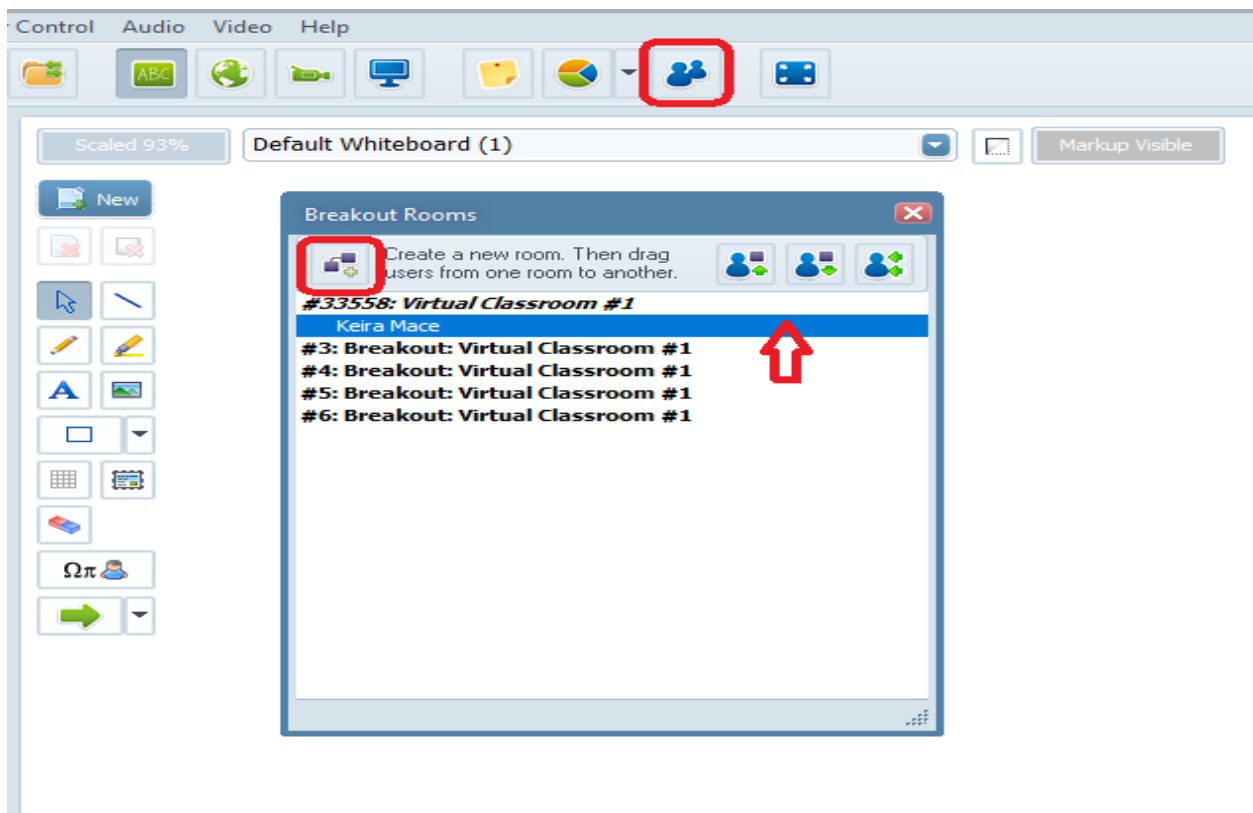 Control Audio Video Help
ABC
Scaled 93%
Default Whiteboard (1)
Markup Visible
New
Breakout Rooms
Create a new room. Then drag
users from one room to another.
#33558: Virtual Classroom #1
Keira Mace
#3: Breakout: Virtual Classroom #1
#4: Breakout: Virtual Classroom #1
#5: Breakout: Virtual Classroom #1
#6: Breakout: Virtual Classroom #1
A
Ωπ